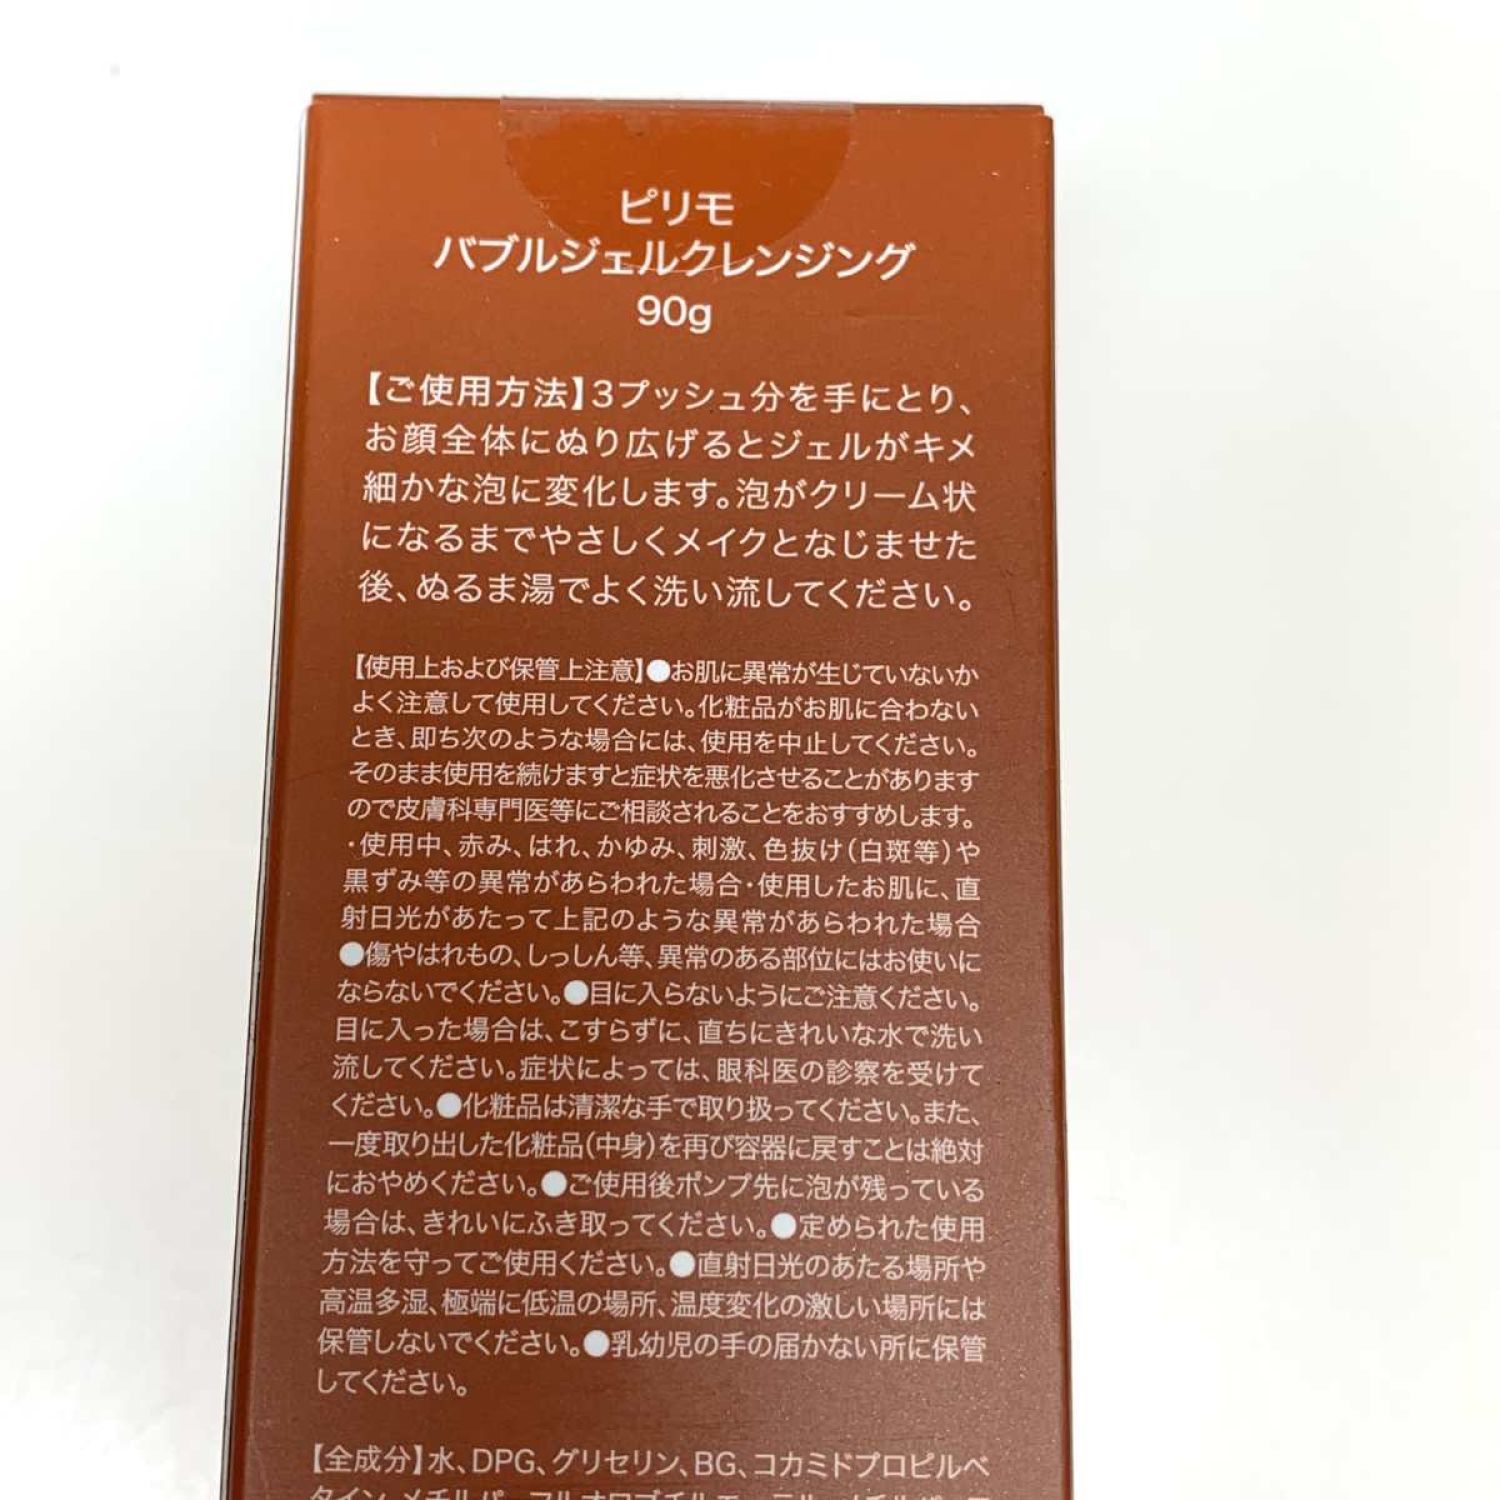 ピリモ
バブルジェルクレンジング
90g
【ご使用方法】3プッシュ分を手にとり、
お顔全体にぬり広げるとジェルがキメ
細かな泡に変化します。泡がクリーム状
になるまでやさしくメイクとなじませた
後、ぬるま湯でよく洗い流してください。
【使用上および保管上注意】●お肌に異常が生じていないか
よく注意して使用してください。化粧品がお肌に合わない
とき、即ち次のような場合には、使用を中止してください。
そのまま使用を続けますと症状を悪化させることがあります
ので皮膚科専門医等にご相談されることをおすすめします。
・使用中、赤み、はれ、かゆみ、刺激、色抜け(白斑等)や
黒ずみ等の異常があらわれた場合・使用したお肌に、直
射日光があたって上記のような異常があらわれた場合
●傷やはれもの、しっしん等、異常のある部位にはお使いに
ならないでください。●目に入らないようにご注意ください。
目に入った場合は、こすらずに、直ちにきれいな水で洗い
流してください。症状によっては、眼科医の診察を受けて
ください。●化粧品は清潔な手で取り扱ってください。また、
一度取り出した化粧品(中身)を再び容器に戻すことは絶対
におやめください。●ご使用後ポンプ先に泡が残っている
場合は、きれいにふき取ってください。●定められた使用
方法を守ってご使用ください。●直射日光のあたる場所や
高温多湿、極端に低温の場所、温度変化の激しい場所には
保管しないでください。●乳幼児の手の届かない所に保管
してください。
【全成分】水、DPG、グリセリン、BG、コカミドプロピルベ